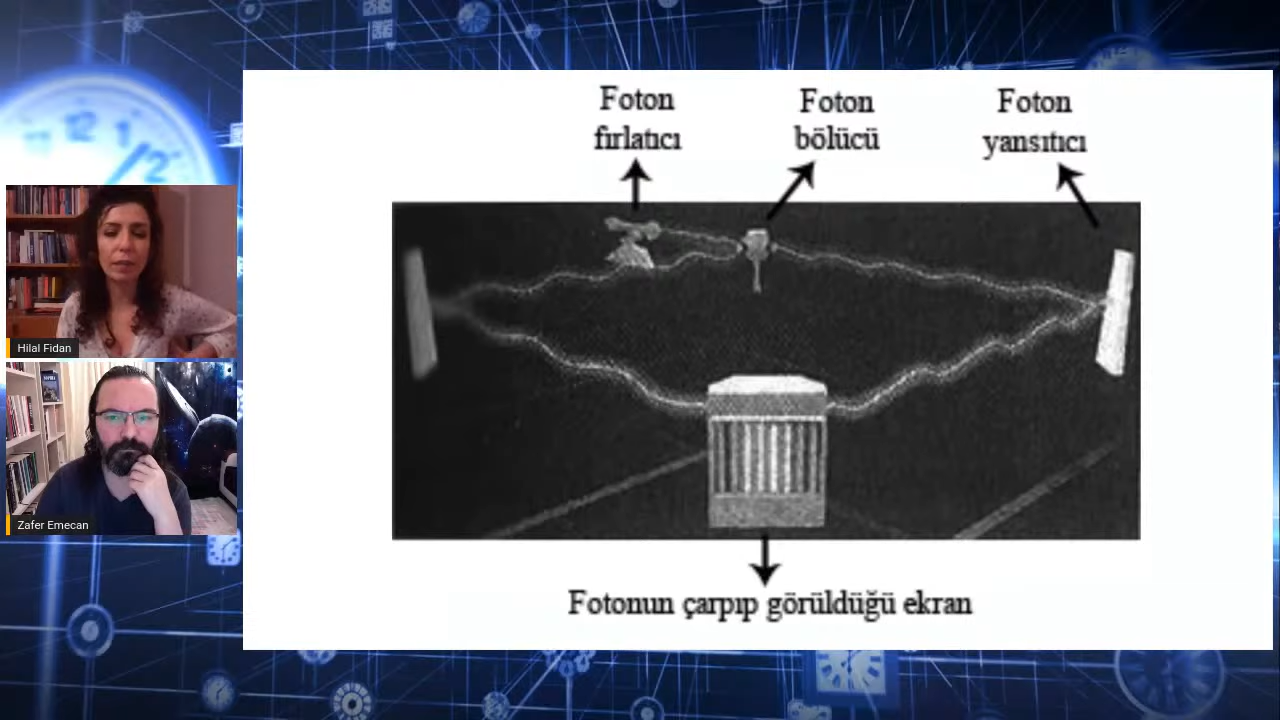 Foton
fırlatıcı
Foton
bölücü
Foton
yansıtıcı
Hilal Fidan
Zafer Emecan
Fotonun çarpıp görüldüğü ekran